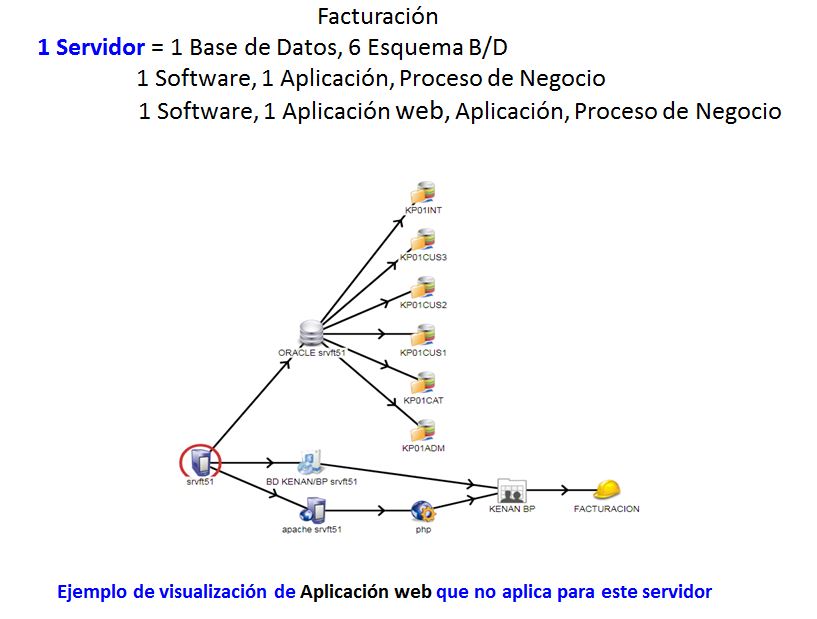 Facturación
1 Servidor = 1 Base de Datos, 6 Esquema B/D
1 Software, 1 Aplicación, Proceso de Negocio
1 Software, 1 Aplicación web, Aplicación, Proceso de Negocio
KP01INT
KP01CUS3
KP01CUS2
ORACLE srvft51
KP01CUS1
KP01CAT
KP01ADM
srvft51
BD KENAN/BP srvft51
KENAN BP
FACTURACION
apache srvft51
php
Ejemplo de visualización de Aplicación web que no aplica para este servidor